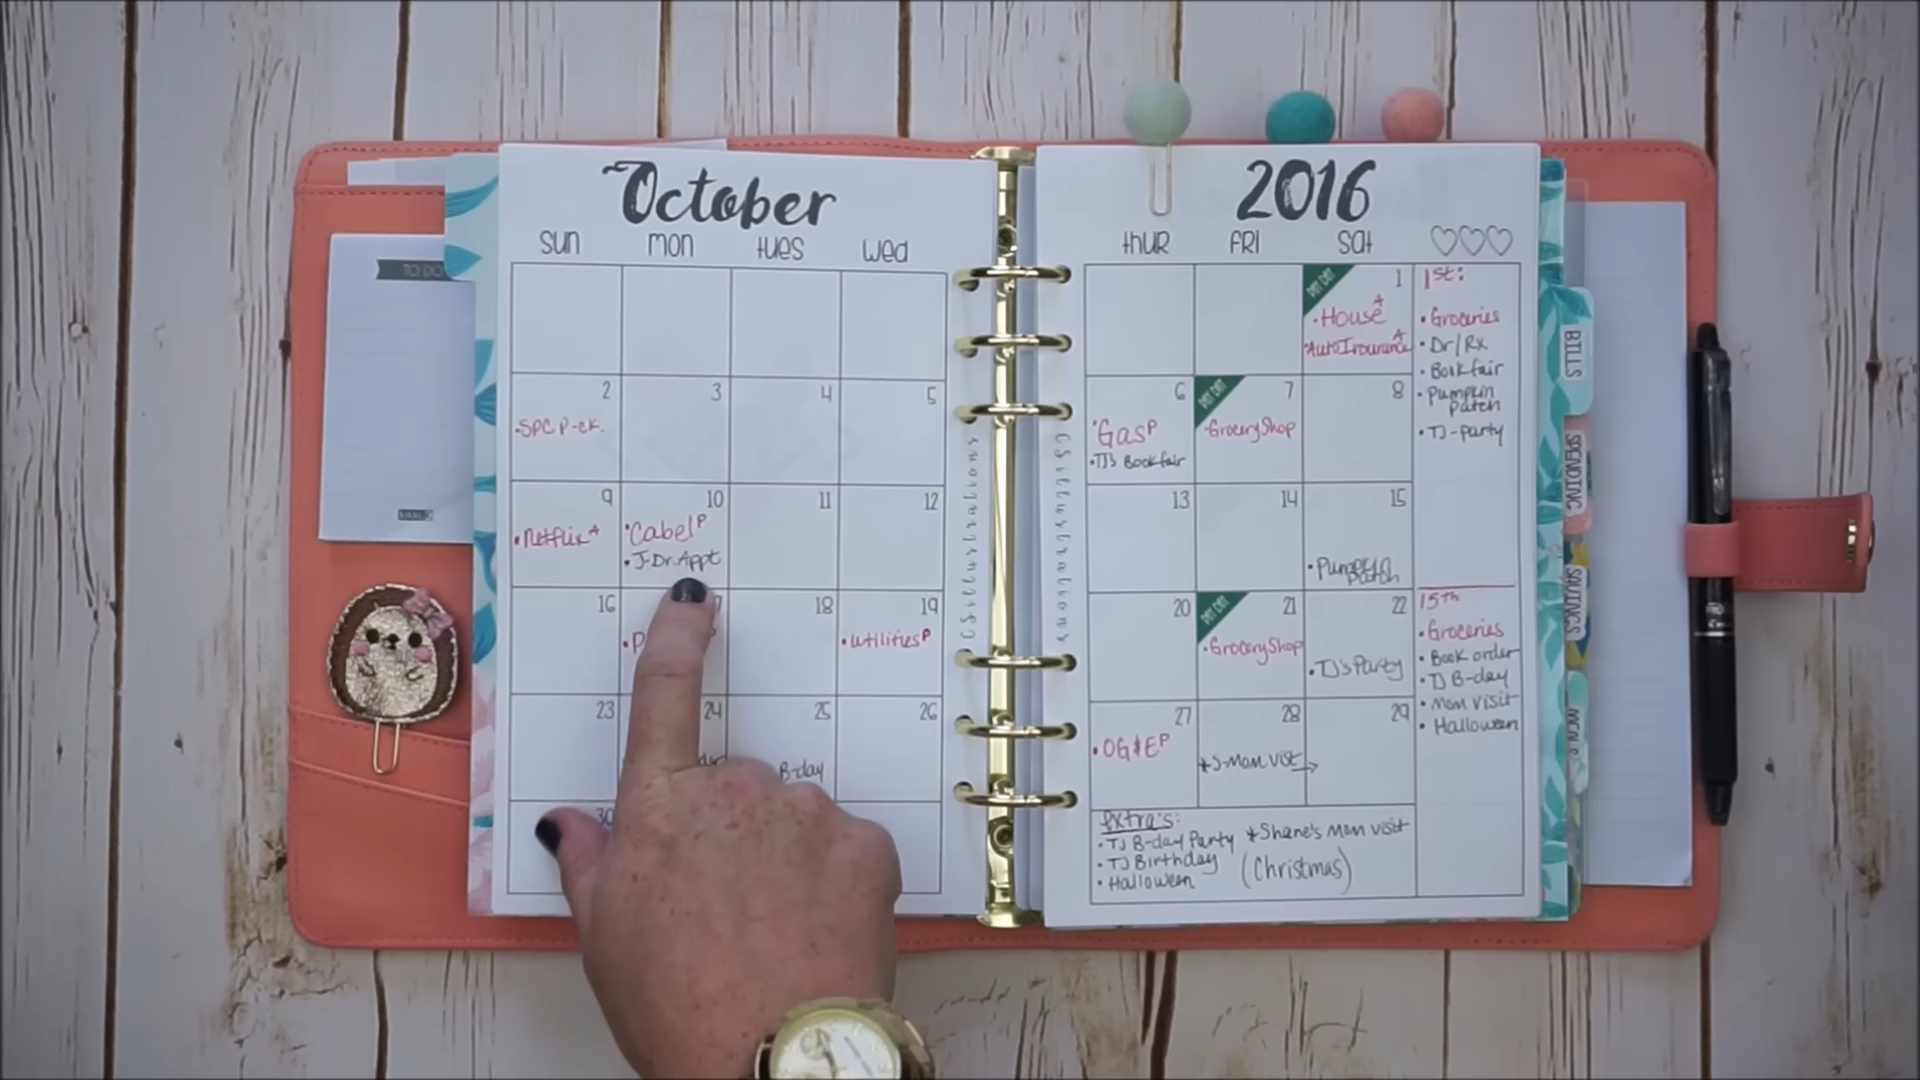 October
2016
TO DO
sun
mon
tues
wed
thur
FRI
sat
1
•House A
•Auto Insurance A
2
•SPC P-ck.
3
4
5
6
•Gas P
•TJ's Bookfair
7
•Grocery Shop
8
9
•Netflix A
10
•Cabel P
•J-Dr. Appt
11
12
13
14
15
•Pumpkin
Patch
16
18
19
•utilities P
20
21
•Grocery Shop
22
•TJ's Party
23
24
25
B-day
26
27
•OG&E P
28
*S-Mom Vist→
29
30
1st:
•Groceries
•Dr/Rx
•Book fair
•Pumpkin
Patch
•TJ-party
15th
•Groceries
•Book order
•TJ B-day
•Mom visit
•Halloween
Extra's:
•TJ B-day Party *Shane's Mom visit
•TJ Birthday (Christmas)
•Halloween
CSillustrations
CSillustrations
BILLS
SPENDING
SAVINGS